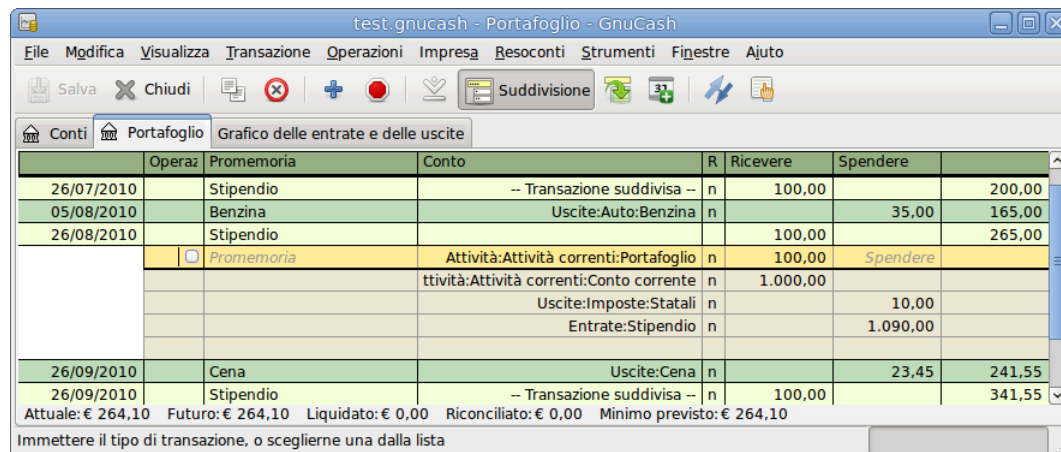 test.gnucash - Portafoglio - GnuCash
File Modifica Visualizza Transazione Operazioni Impresa Resoconti Strumenti Finestre Aiuto
Salva Chiudi Suddivisione
Conti Portafoglio Grafico delle entrate e delle uscite
Operaz Promemoria Conto R Ricevere Spendere
26/07/2010 Stipendio -- Transazione suddivisa -- n 100,00 200,00
05/08/2010 Benzina Uscite:Auto:Benzina n 35,00 165,00
26/08/2010 Stipendio 100,00 265,00
Promemoria Attività:Attività correnti:Portafoglio n 100,00 Spendere
ttività:Attività correnti:Conto corrente n 1.000,00
Uscite:Imposte:Statali n 10,00
Entrate:Stipendio n 1.090,00
26/09/2010 Cena Uscite:Cena n 23,45 241,55
26/09/2010 Stipendio -- Transazione suddivisa -- n 100,00 341,55
Attuale: € 264,10 Futuro: € 264,10 Liquidato: € 0,00 Riconciliato: € 0,00 Minimo previsto: € 264,10
Immettere il tipo di transazione, o sceglierne una dalla lista